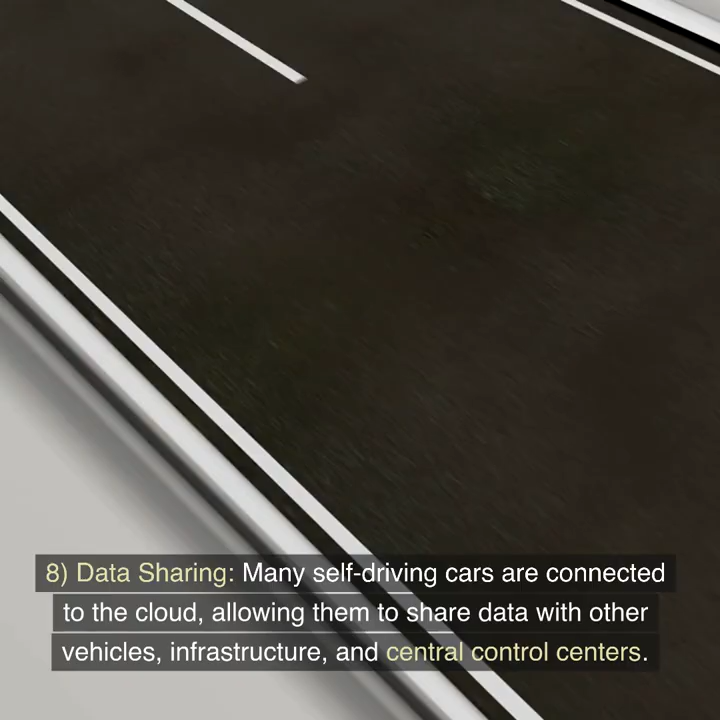 8) Data Sharing: Many self-driving cars are connected
to the cloud, allowing them to share data with other
vehicles, infrastructure, and central control centers.